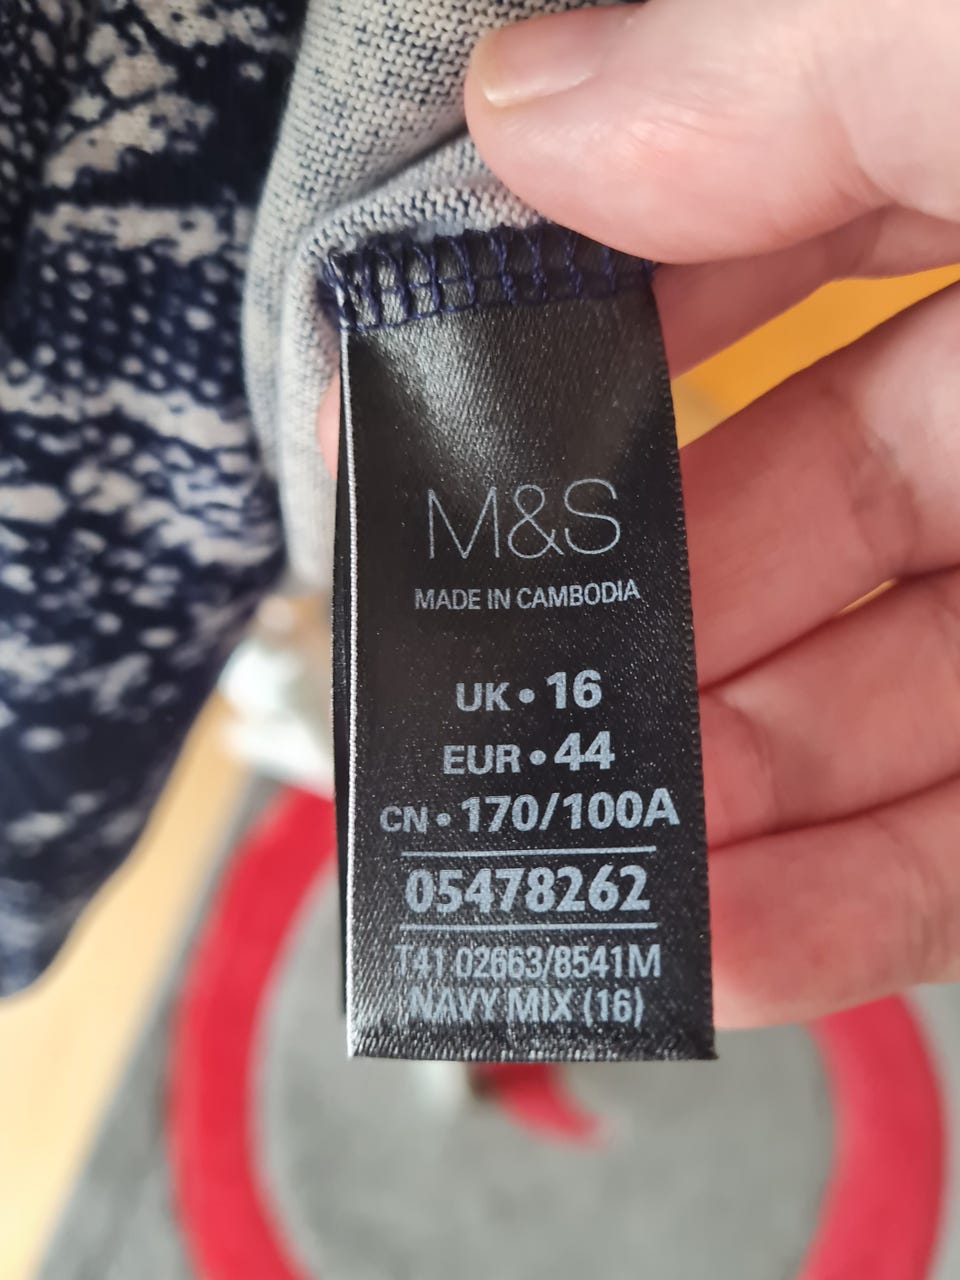 M&S
MADE IN CAMBODIA
UK • 16
EUR • 44
CN • 170/100A
05478262
T41 02663/8541M
NAVY MIX (16)